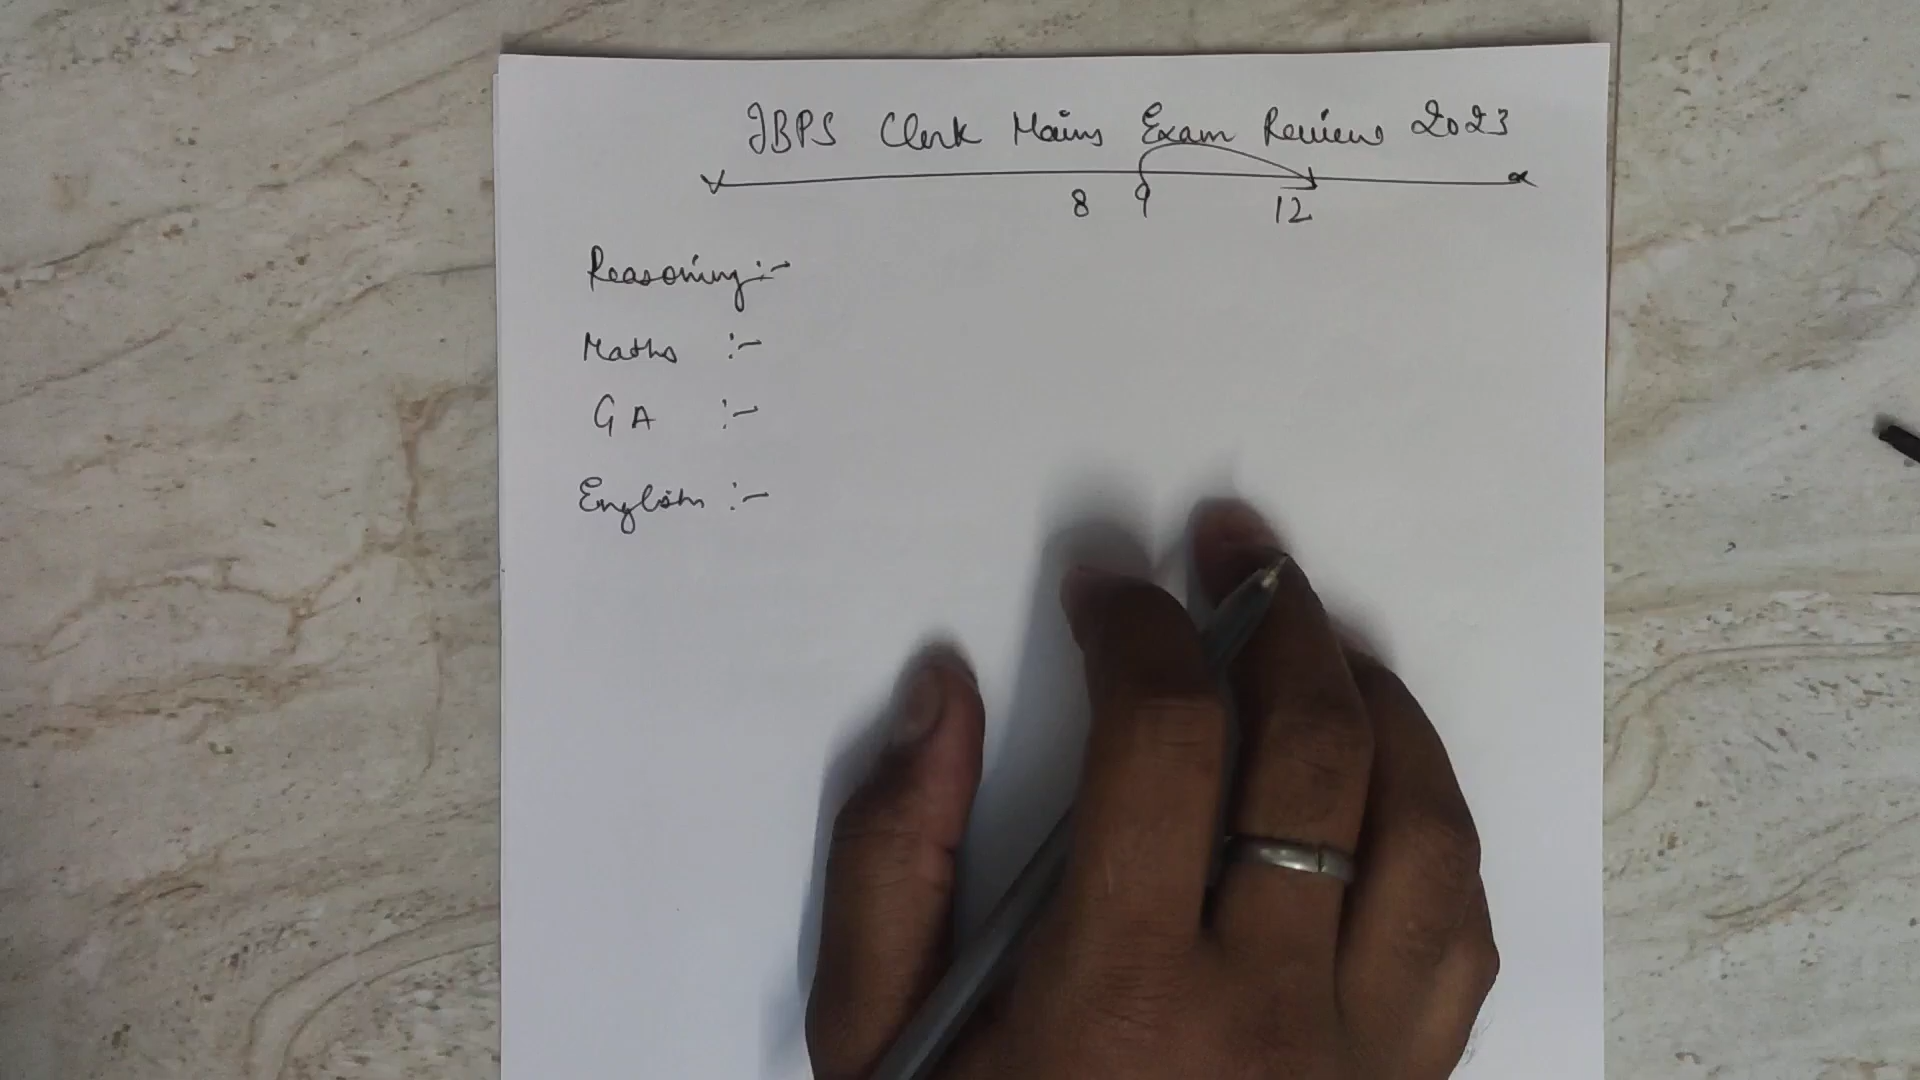 IBPS Clerk Mains Exam Review 2023
8 9 12
Reasoning :-
Maths :-
GA :-
English :-